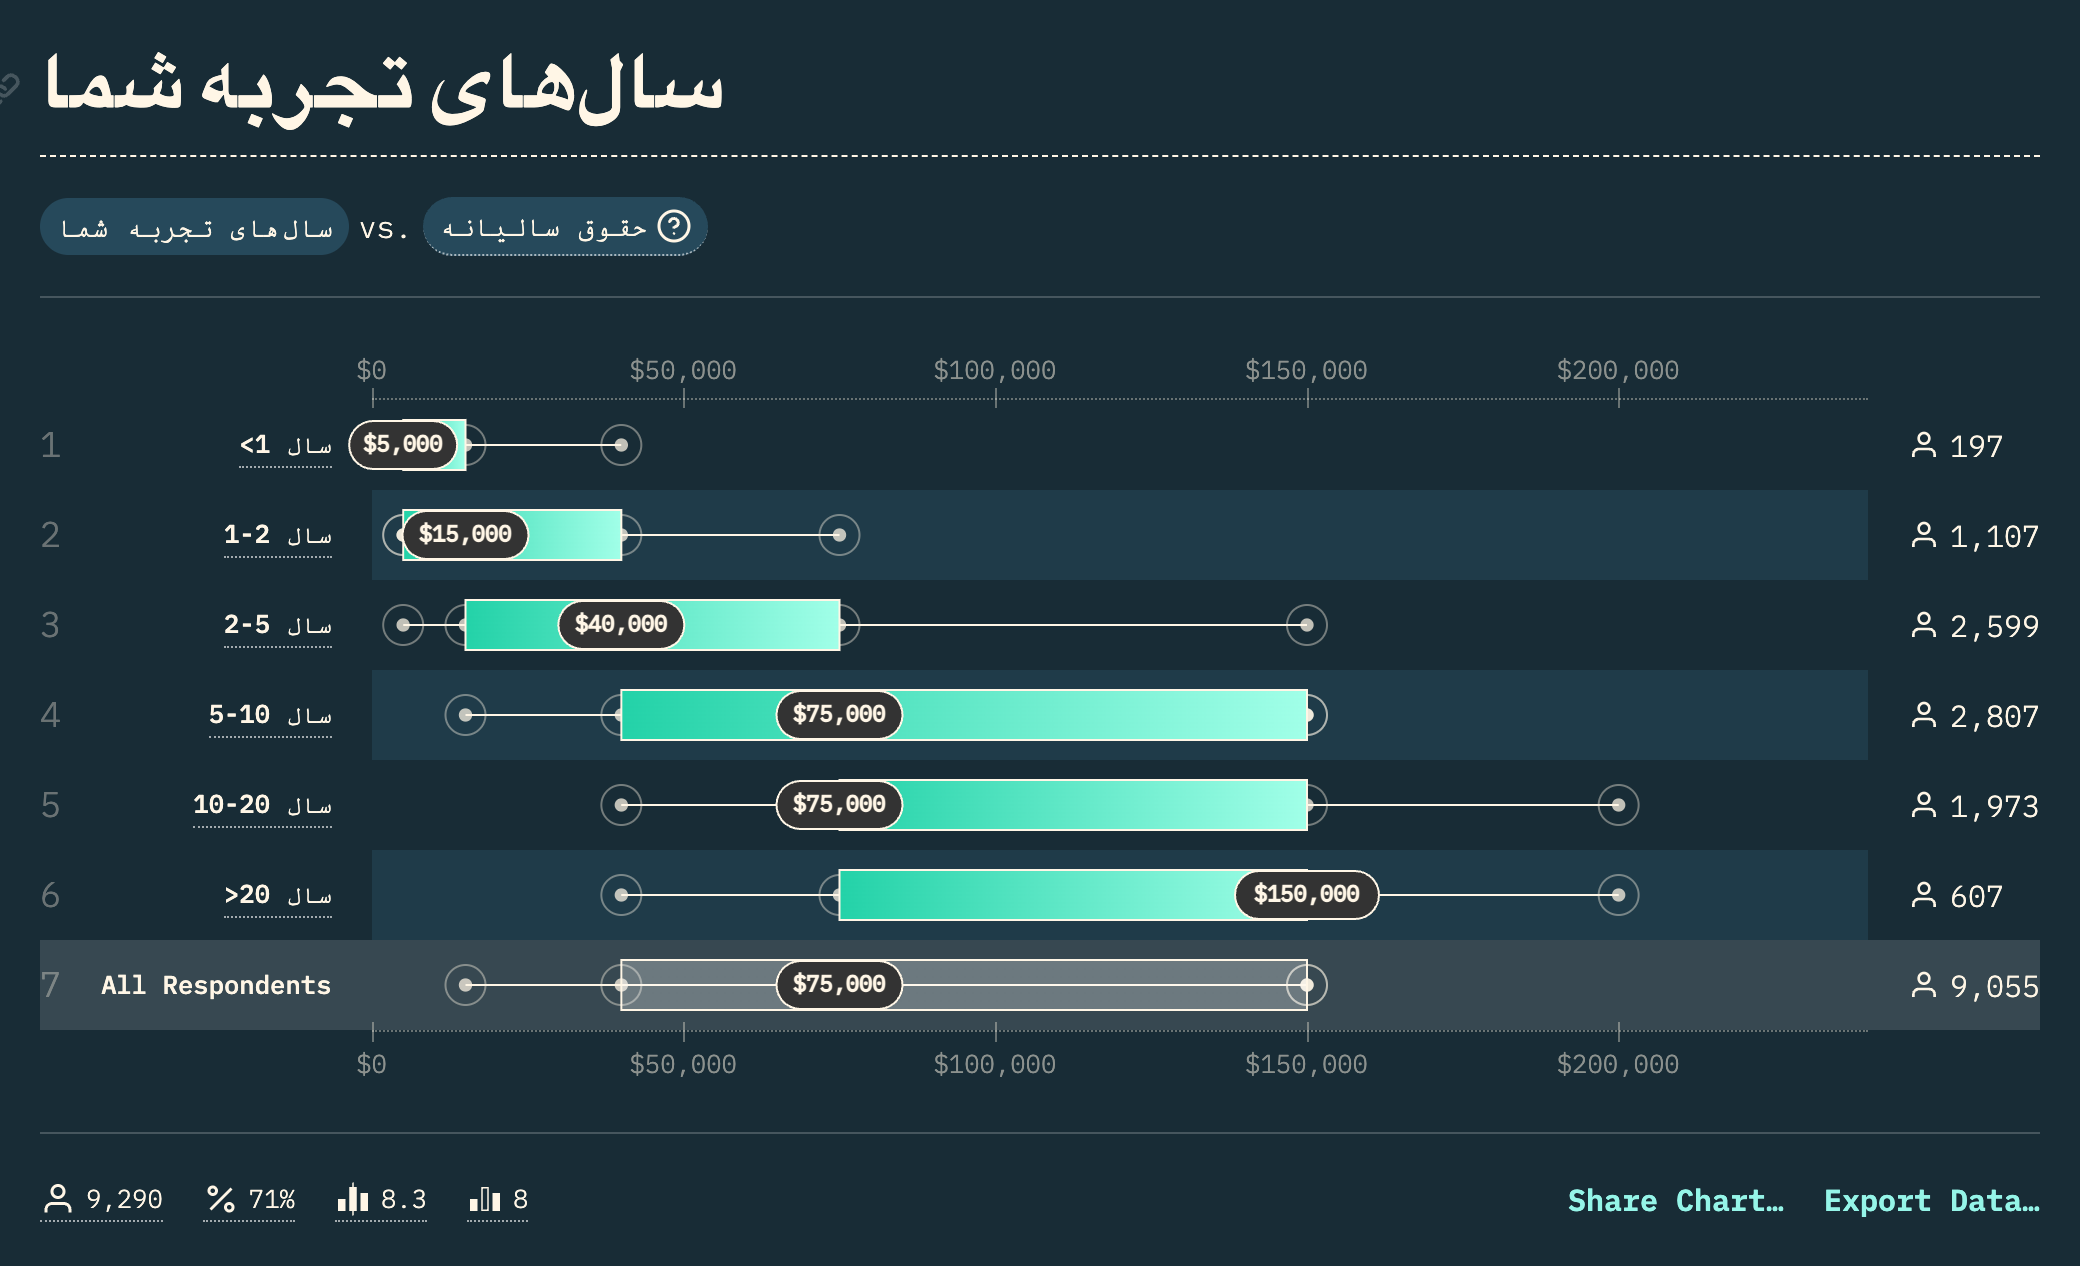 سال‌های تجربه شما
سال‌های تجربه شما vs. حقوق سالیانه
$0 $50,000 $100,000 $150,000 $200,000
1 <1 سال $5,000 197
2 1-2 سال $15,000 1,107
3 2-5 سال $40,000 2,599
4 5-10 سال $75,000 2,807
5 10-20 سال $75,000 1,973
6 >20 سال $150,000 607
7 All Respondents $75,000 9,055
$0 $50,000 $100,000 $150,000 $200,000
9,290 71% 8.3 8 Share Chart… Export Data…